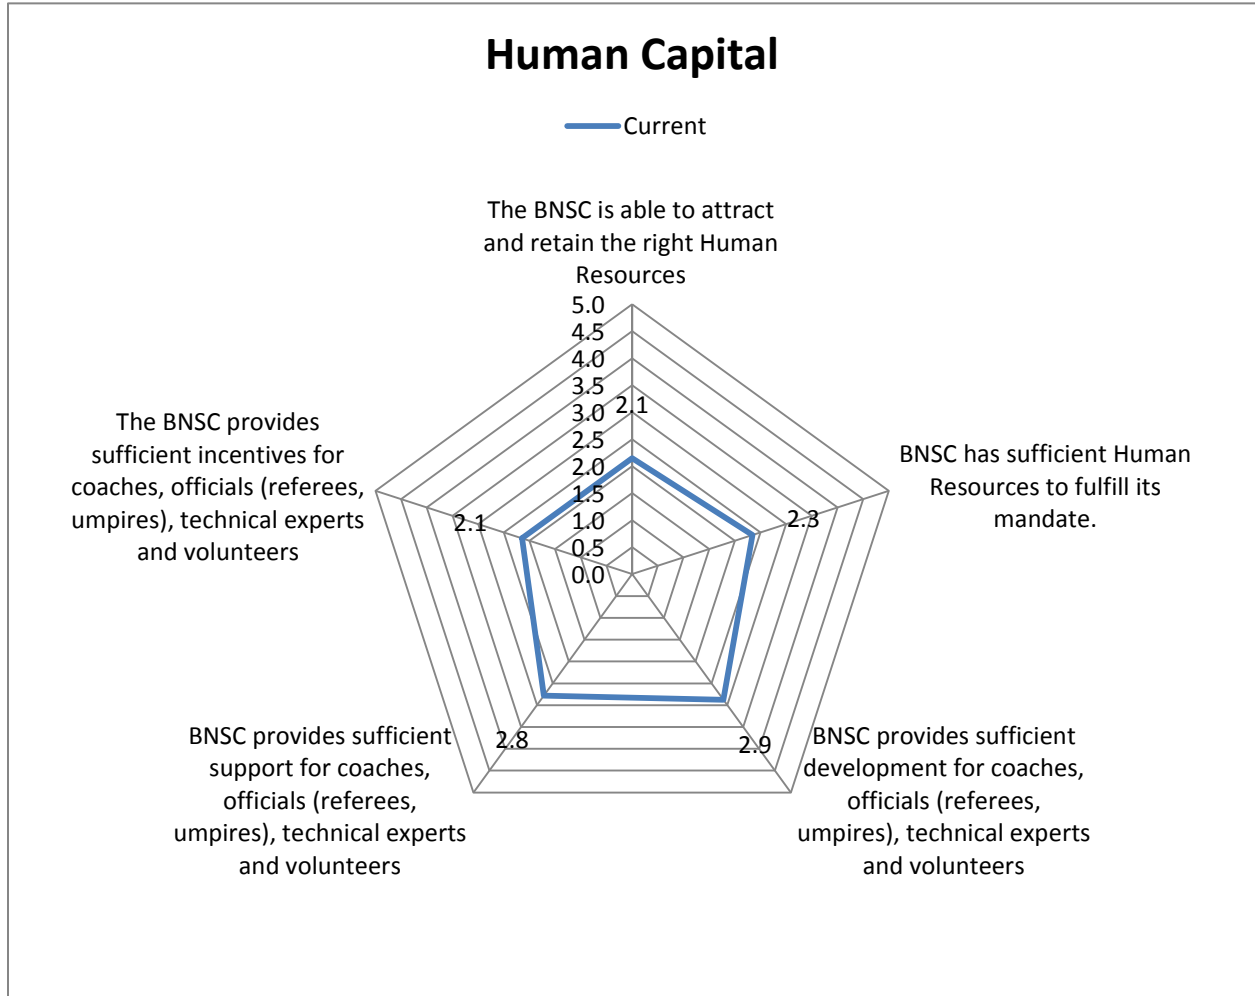 Human Capital
Current
The BNSC is able to attract
and retain the right Human
Resources
5.0
4.5
4.0
3.5
3.0
2.5
2.0
1.5
1.0
0.5
0.0
2.1
BNSC has sufficient Human
Resources to fulfill its
mandate.
2.3
BNSC provides sufficient
development for coaches,
officials (referees,
umpires), technical experts
and volunteers
2.9
BNSC provides sufficient
support for coaches,
officials (referees,
umpires), technical experts
and volunteers
2.8
The BNSC provides
sufficient incentives for
coaches, officials (referees,
umpires), technical experts
and volunteers
2.1